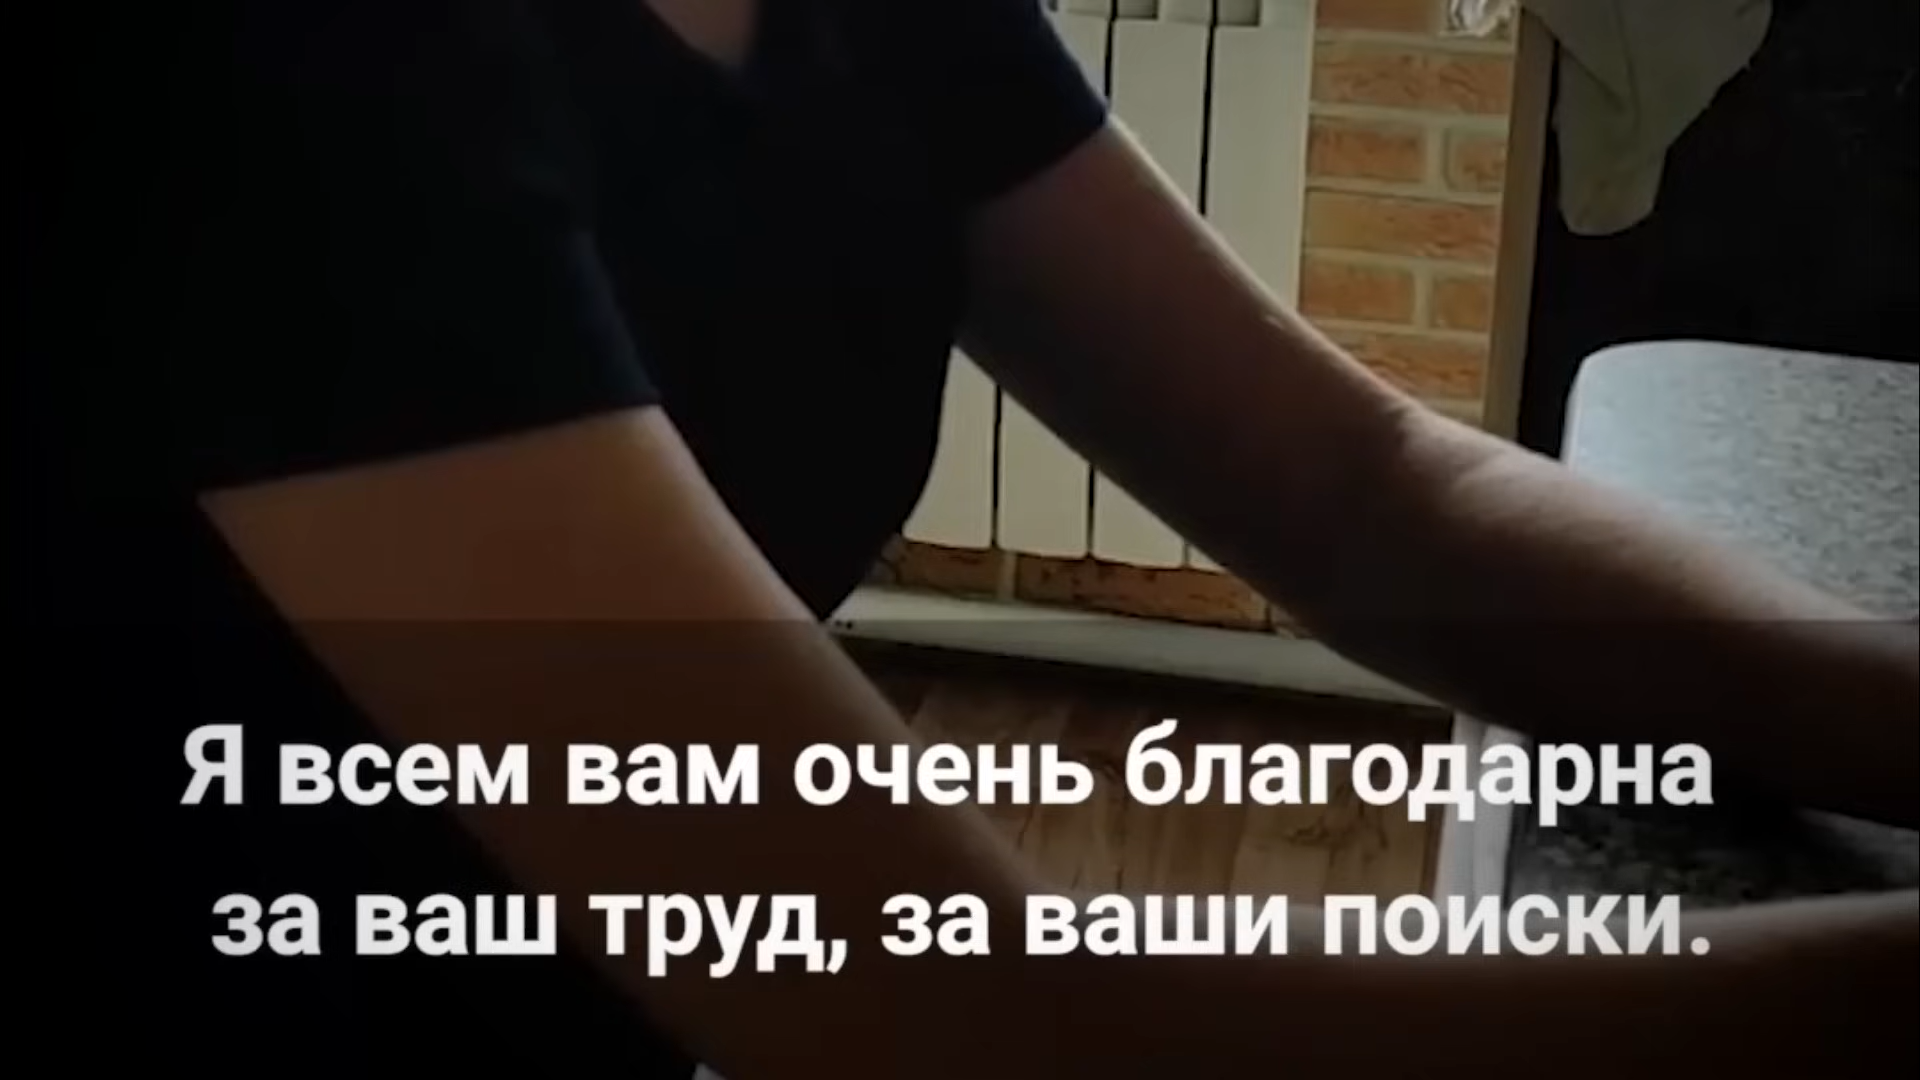 Я всем вам очень благодарна
за ваш труд, за ваши поиски.